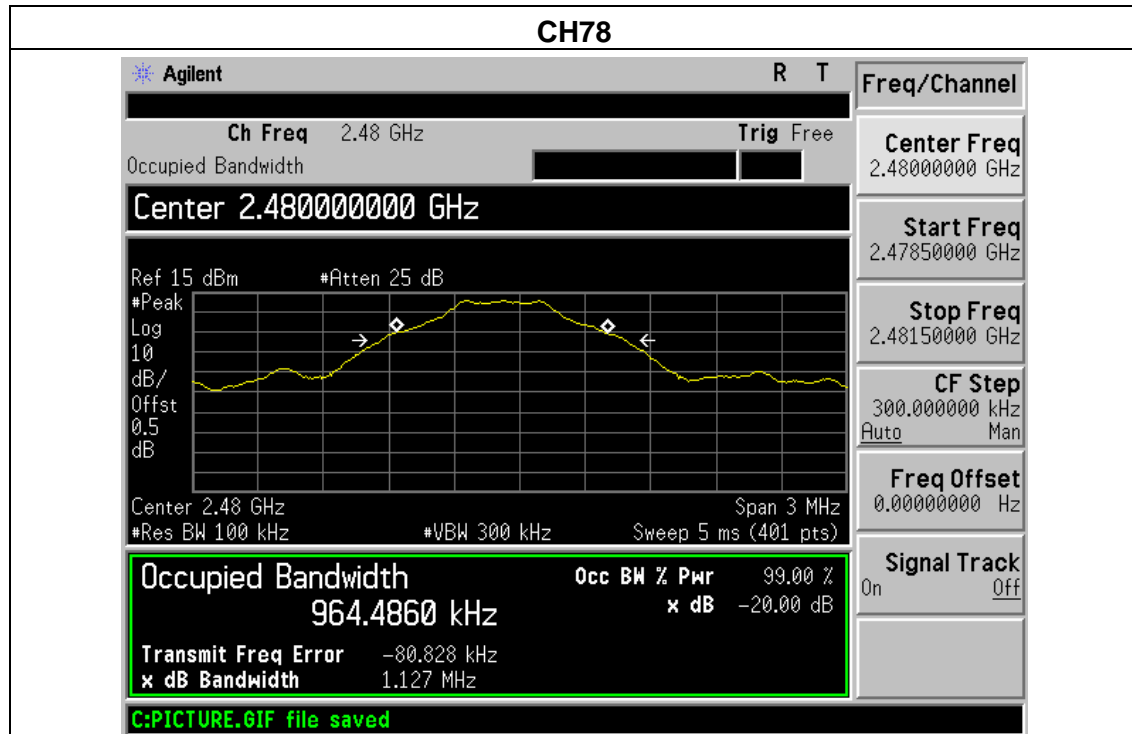 CH78
Agilent R T
Ch Freq 2.48 GHz Trig Free
Occupied Bandwidth
Center 2.480000000 GHz
Ref 15 dBm #Atten 25 dB
#Peak
Log
10
dB/
Offst
0.5
dB
Center 2.48 GHz Span 3 MHz
#Res BW 100 kHz #VBW 300 kHz Sweep 5 ms (401 pts)
Occupied Bandwidth Occ BW % Pwr 99.00 %
964.4860 kHz x dB -20.00 dB
Transmit Freq Error -80.828 kHz
x dB Bandwidth 1.127 MHz
C:PICTURE.GIF file saved
Freq/Channel
Center Freq
2.48000000 GHz
Start Freq
2.47850000 GHz
Stop Freq
2.48150000 GHz
CF Step
300.000000 kHz
Auto Man
Freq Offset
0.00000000 Hz
Signal Track
On Off